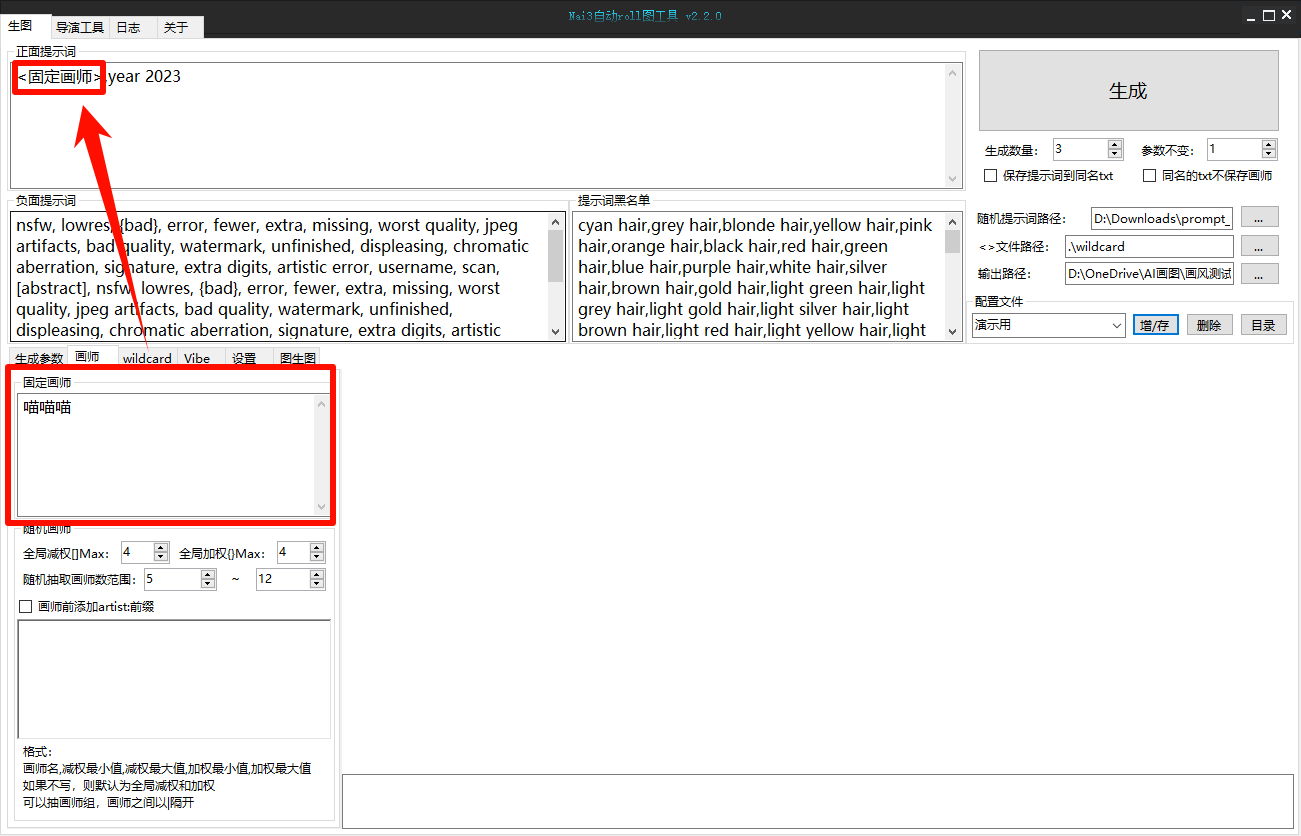 Nai3自动roll图工具 v2.2.0
生图 导演工具 日志 关于
正面提示词
<固定画师>,year 2023
生成
生成数量： 3 参数不变： 1
保存提示词到同名txt 同名的txt不保存画师
负面提示词
nsfw, lowres, {bad}, error, fewer, extra, missing, worst quality, jpeg
artifacts, bad quality, watermark, unfinished, displeasing, chromatic
aberration, signature, extra digits, artistic error, username, scan,
[abstract], nsfw, lowres, {bad}, error, fewer, extra, missing, worst
quality, jpeg artifacts, bad quality, watermark, unfinished,
displeasing, chromatic aberration, signature, extra digits, artistic
提示词黑名单
cyan hair,grey hair,blonde hair,yellow hair,pink
hair,orange hair,black hair,red hair,green
hair,blue hair,purple hair,white hair,silver
hair,brown hair,gold hair,light green hair,light
grey hair,light gold hair,light silver hair,light
brown hair,light red hair,light yellow hair,light
随机提示词路径： D:\Downloads\prompt_ ...
<>文件路径： .\wildcard ...
输出路径： D:\OneDrive\AI画图\画风测试 ...
配置文件
演示用 增/存 删除 目录
生成参数 画师 wildcard Vibe 设置 图生图
固定画师
喵喵喵
随机画师
全局减权[]Max： 4 全局加权{}Max： 4
随机抽取画师数范围： 5 ~ 12
画师前添加artist:前缀
格式：
画师名,减权最小值,减权最大值,加权最小值,加权最大值
如果不写，则默认为全局减权和加权
可以抽画师组，画师之间以|隔开